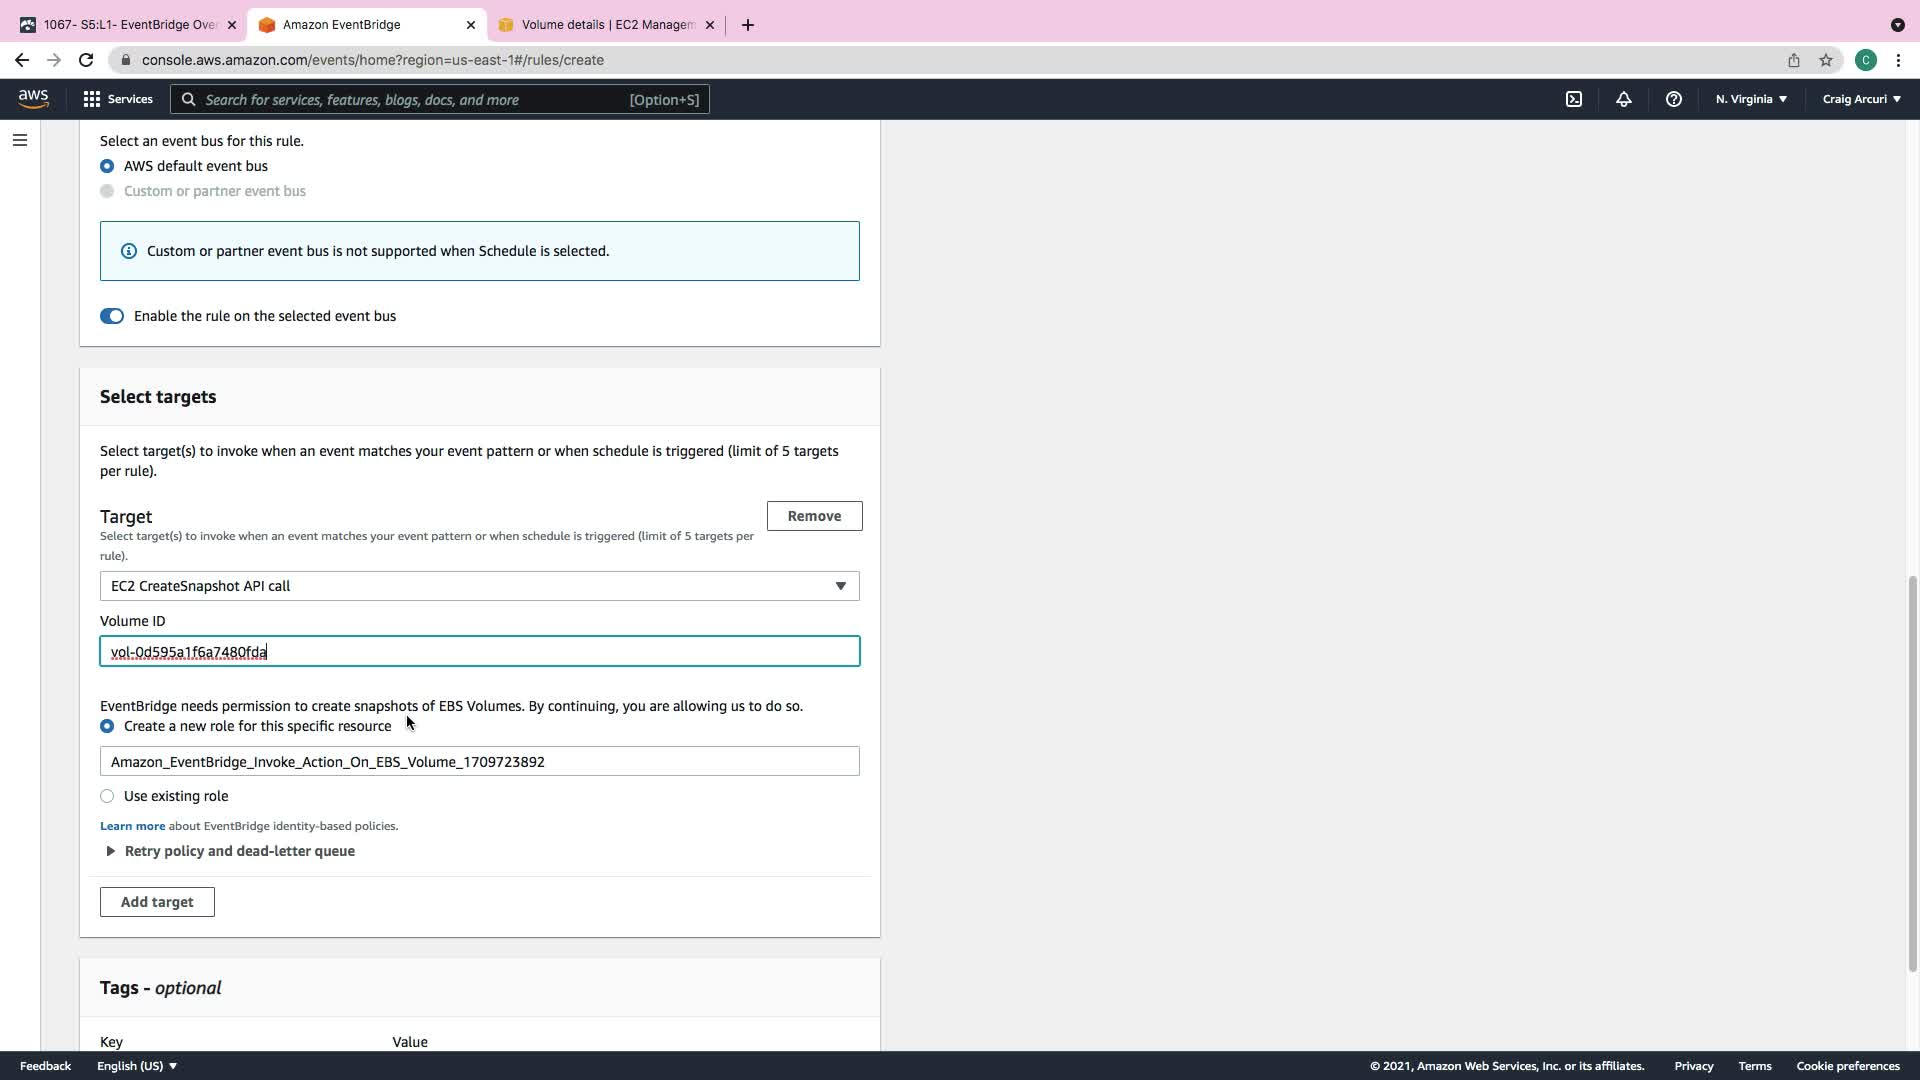 1067- S5:L1- EventBridge Over
Amazon EventBridge
Volume details | EC2 Managem
console.aws.amazon.com/events/home?region=us-east-1#/rules/create
C
aws
Services
Search for services, features, blogs, docs, and more
[Option+S]
N. Virginia
Craig Arcuri
Select an event bus for this rule.
AWS default event bus
Custom or partner event bus
Custom or partner event bus is not supported when Schedule is selected.
Enable the rule on the selected event bus
Select targets
Select target(s) to invoke when an event matches your event pattern or when schedule is triggered (limit of 5 targets
per rule).
Target
Remove
Select target(s) to invoke when an event matches your event pattern or when schedule is triggered (limit of 5 targets per
rule).
EC2 CreateSnapshot API call
Volume ID
vol-0d595a1f6a7480fda
EventBridge needs permission to create snapshots of EBS Volumes. By continuing, you are allowing us to do so.
Create a new role for this specific resource
Amazon_EventBridge_Invoke_Action_On_EBS_Volume_1709723892
Use existing role
Learn more about EventBridge identity-based policies.
Retry policy and dead-letter queue
Add target
Tags - optional
Key
Value
Feedback
English (US)
© 2021, Amazon Web Services, Inc. or its affiliates.
Privacy
Terms
Cookie preferences